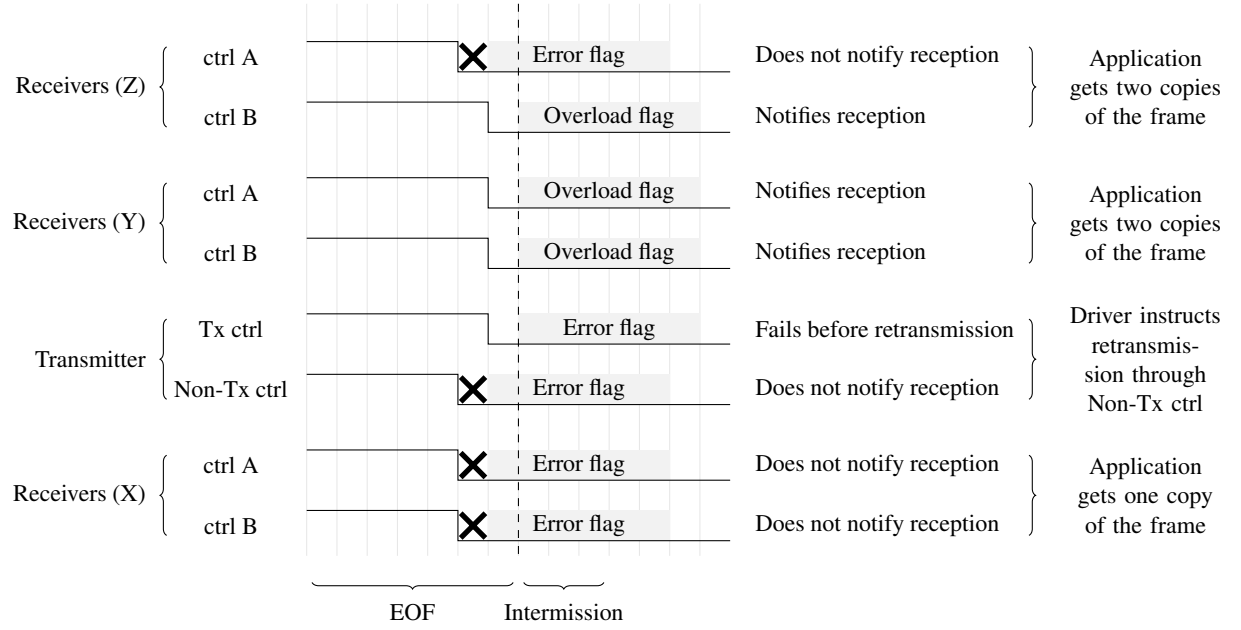 Receivers (Z)
ctrl A
Error flag
Does not notify reception
ctrl B
Overload flag
Notifies reception
Application
gets two copies
of the frame
Receivers (Y)
ctrl A
Overload flag
Notifies reception
ctrl B
Overload flag
Notifies reception
Application
gets two copies
of the frame
Transmitter
Tx ctrl
Error flag
Fails before retransmission
Non-Tx ctrl
Error flag
Does not notify reception
Driver instructs
retransmis-
sion through
Non-Tx ctrl
Receivers (X)
ctrl A
Error flag
Does not notify reception
ctrl B
Error flag
Does not notify reception
Application
gets one copy
of the frame
EOF
Intermission